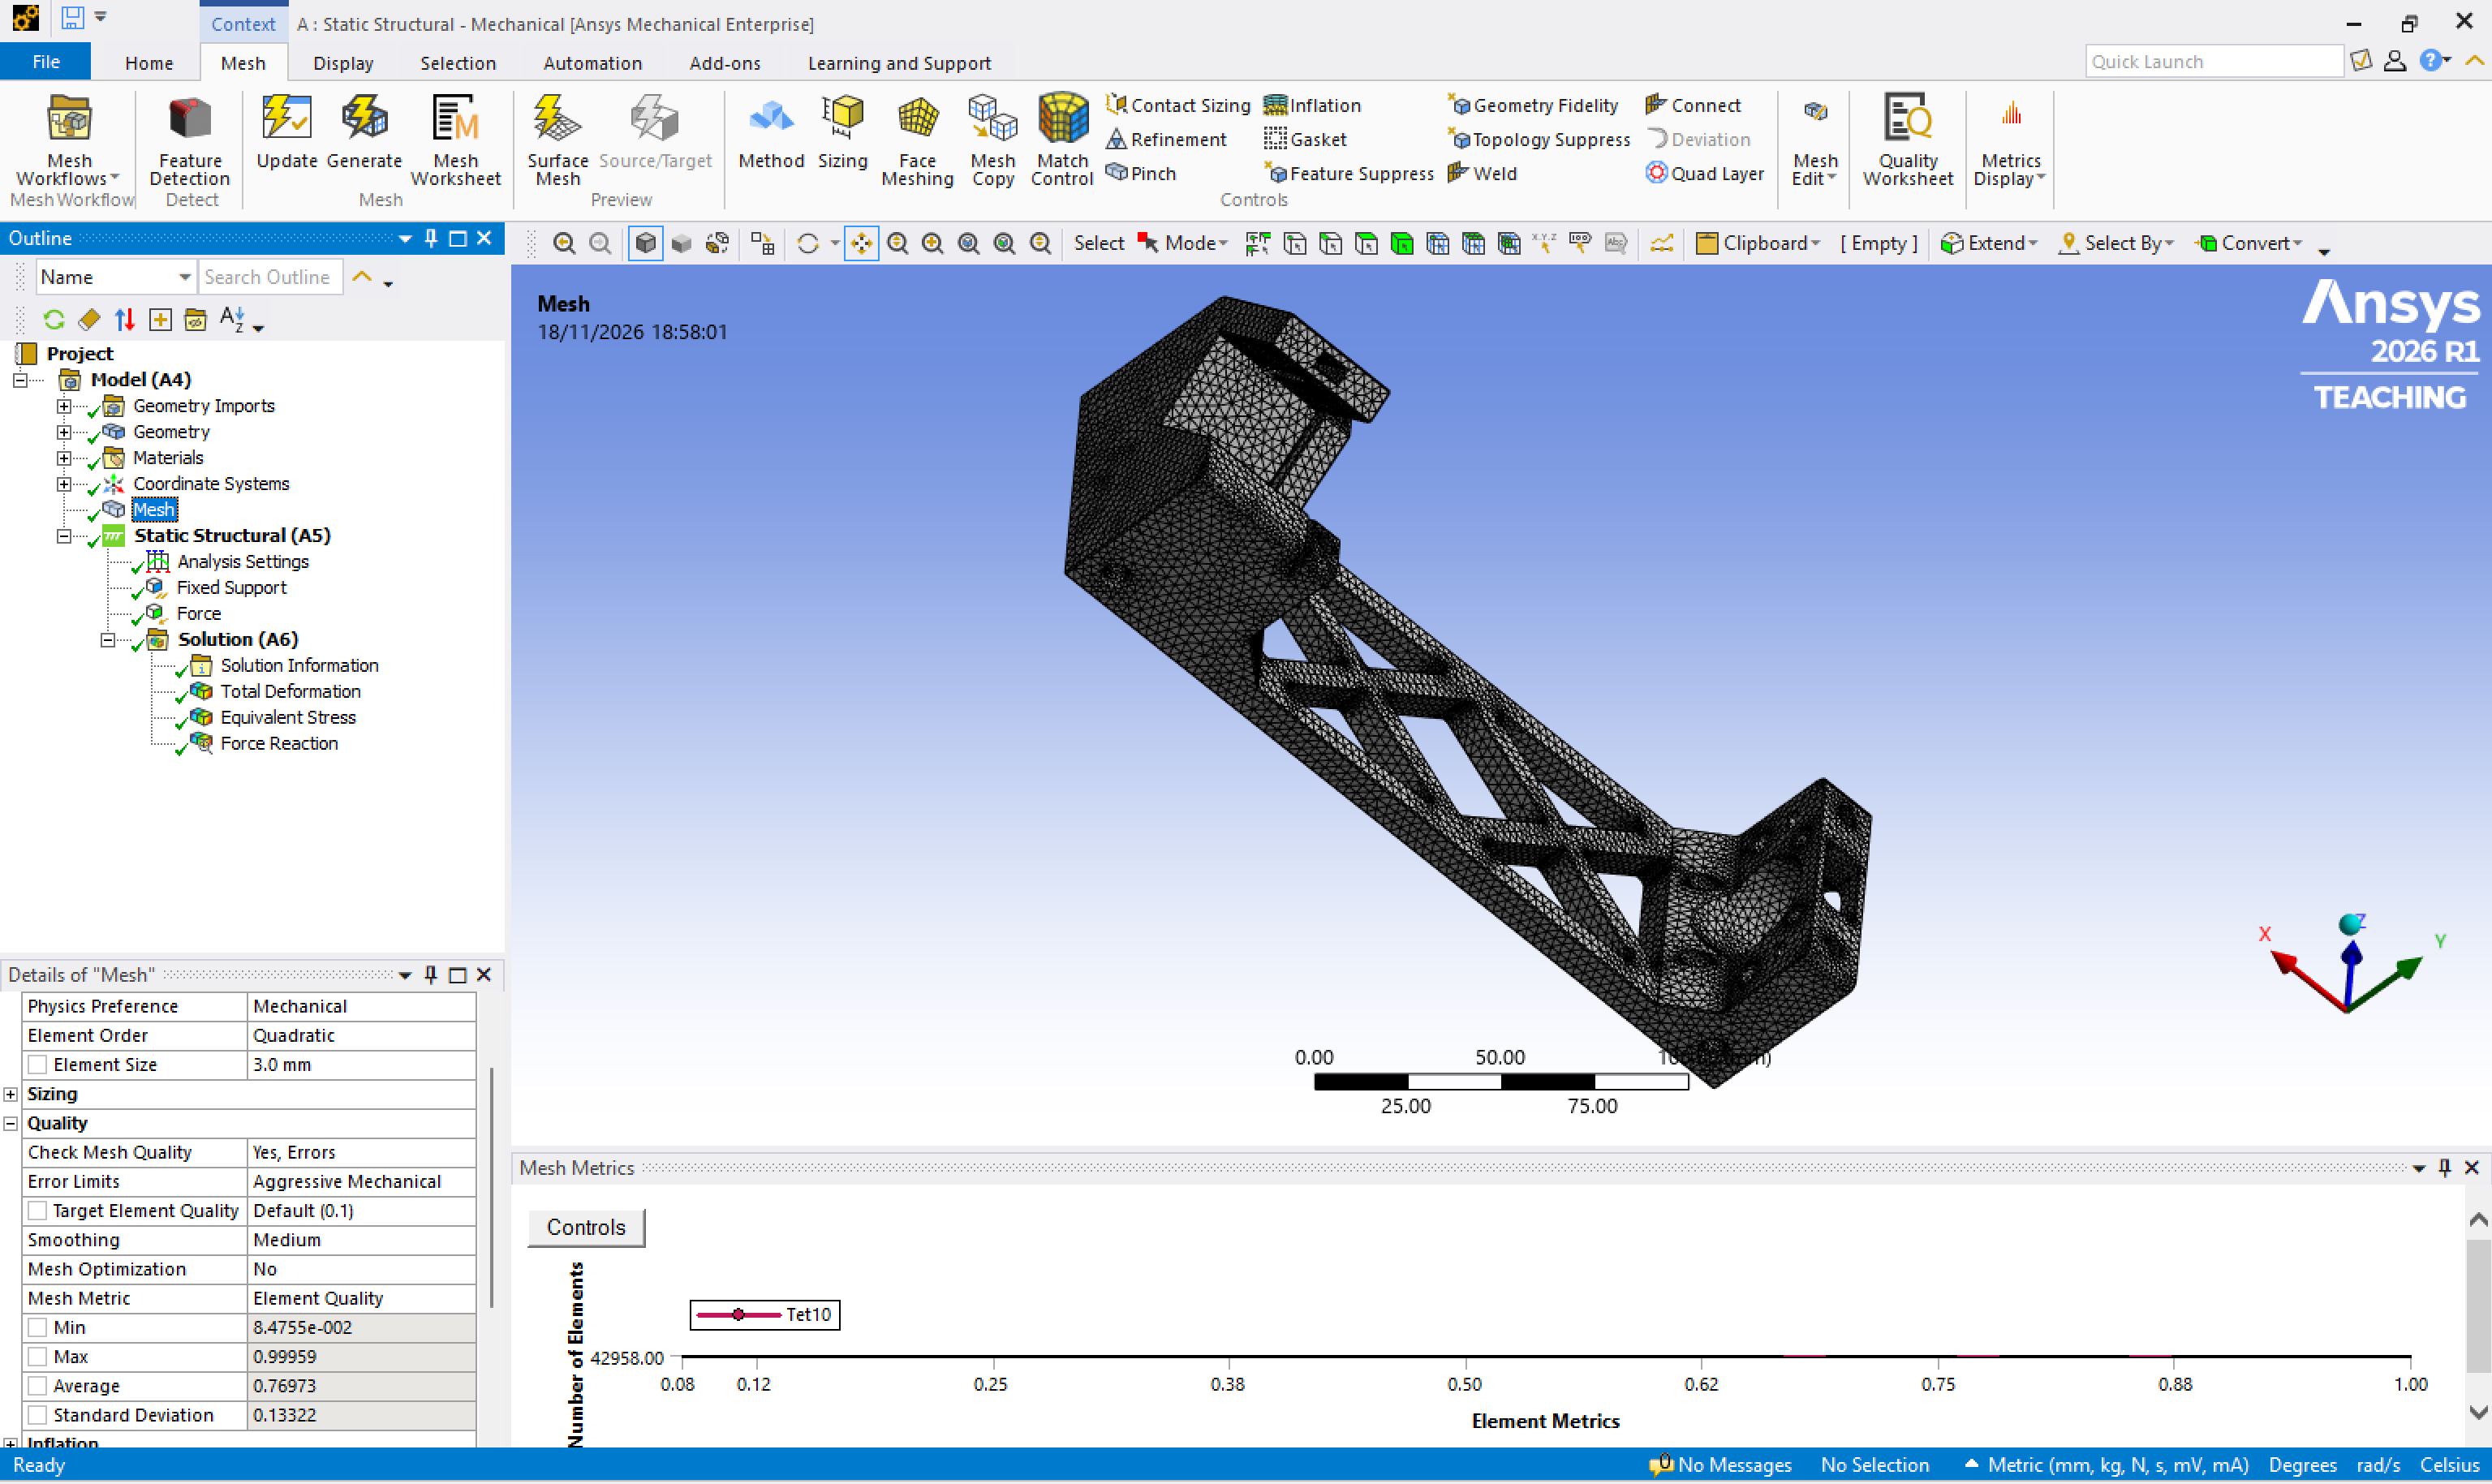 Context
A : Static Structural - Mechanical [Ansys Mechanical Enterprise]
File Home Mesh Display Selection Automation Add-ons Learning and Support
Quick Launch
Mesh Workflows
Mesh Workflow
Feature Detection
Detect
Update
Generate
Mesh Worksheet
Mesh
Surface Mesh
Source/Target
Preview
Method
Sizing
Face Meshing
Mesh Copy
Match Control
Contact Sizing
Refinement
Pinch
Inflation
Gasket
Feature Suppress
Geometry Fidelity
Topology Suppress
Weld
Connect
Deviation
Quad Layer
Controls
Mesh Edit
Quality Worksheet
Metrics Display
Outline
Select Mode Clipboard [ Empty ] Extend Select By Convert
Name
Search Outline
Project
Model (A4)
Geometry Imports
Geometry
Materials
Coordinate Systems
Mesh
Static Structural (A5)
Analysis Settings
Fixed Support
Force
Solution (A6)
Solution Information
Total Deformation
Equivalent Stress
Force Reaction
Mesh
18/11/2026 18:58:01
Ansys
2026 R1
TEACHING
X
Z
Y
0.00 50.00
25.00 75.00
Details of "Mesh"
Physics Preference Mechanical
Element Order Quadratic
Element Size 3.0 mm
Sizing
Quality
Check Mesh Quality Yes, Errors
Error Limits Aggressive Mechanical
Target Element Quality Default (0.1)
Smoothing Medium
Mesh Optimization No
Mesh Metric Element Quality
Min 8.4755e-002
Max 0.99959
Average 0.76973
Standard Deviation 0.13322
Inflation
Mesh Metrics
Controls
Number of Elements
Tet10
42958.00
0.08 0.12 0.25 0.38 0.50 0.62 0.75 0.88 1.00
Element Metrics
Ready
No Messages No Selection Metric (mm, kg, N, s, mV, mA) Degrees rad/s Celsius